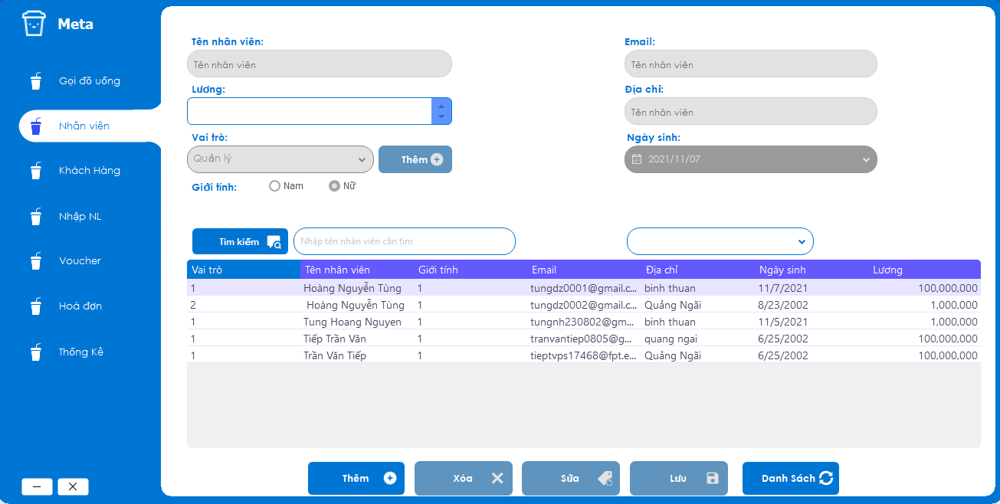 Meta
Gọi đồ uống
Nhân viên
Khách Hàng
Nhập NL
Voucher
Hoá đơn
Thống Kê
Tên nhân viên:
Tên nhân viên
Email:
Tên nhân viên
Lương:
Địa chỉ:
Tên nhân viên
Vai trò:
Quản lý
Thêm
Ngày sinh:
2021/11/07
Giới tính:
Nam
Nữ
Tìm kiếm
Nhập tên nhân viên cần tìm
Vai trò Tên nhân viên Giới tính Email Địa chỉ Ngày sinh Lương
1 Hoàng Nguyễn Tùng 1 tungdz0001@gmail.c... binh thuan 11/7/2021 100,000,000
2 Hoàng Nguyễn Tùng 1 tungdz0002@gmail.c... Quảng Ngãi 8/23/2002 1,000,000
1 Tung Hoang Nguyen 1 tungnh230802@gm... binh thuan 11/5/2021 1,000,000
1 Tiếp Trần Văn 1 tranvantiep0805@g... quang ngai 6/25/2002 100,000,000
1 Trần Văn Tiếp 1 tieptvps17468@fpt.e... Quảng Ngãi 6/25/2002 100,000,000
Thêm
Xóa
Sửa
Lưu
Danh Sách